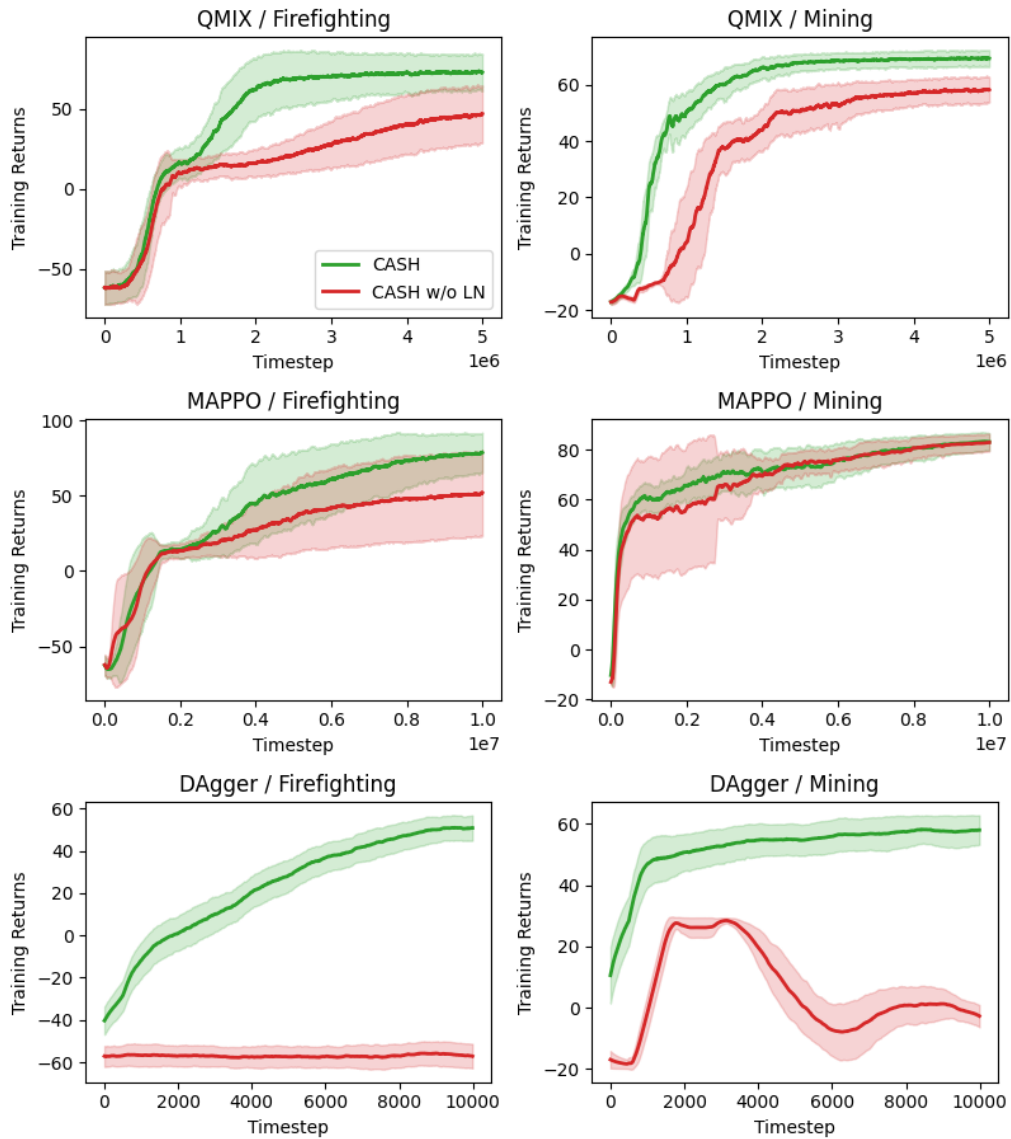 QMIX / Firefighting
Training Returns
50
0
−50
CASH
CASH w/o LN
0 1 2 3 4 5
1e6
Timestep
QMIX / Mining
Training Returns
60
40
20
0
−20
0 1 2 3 4 5
1e6
Timestep
MAPPO / Firefighting
Training Returns
100
50
0
−50
0.0 0.2 0.4 0.6 0.8 1.0
1e7
Timestep
MAPPO / Mining
Training Returns
80
60
40
20
0
−20
0.0 0.2 0.4 0.6 0.8 1.0
1e7
Timestep
DAgger / Firefighting
Training Returns
60
40
20
0
−20
−40
−60
0 2000 4000 6000 8000 10000
Timestep
DAgger / Mining
Training Returns
60
40
20
0
−20
0 2000 4000 6000 8000 10000
Timestep